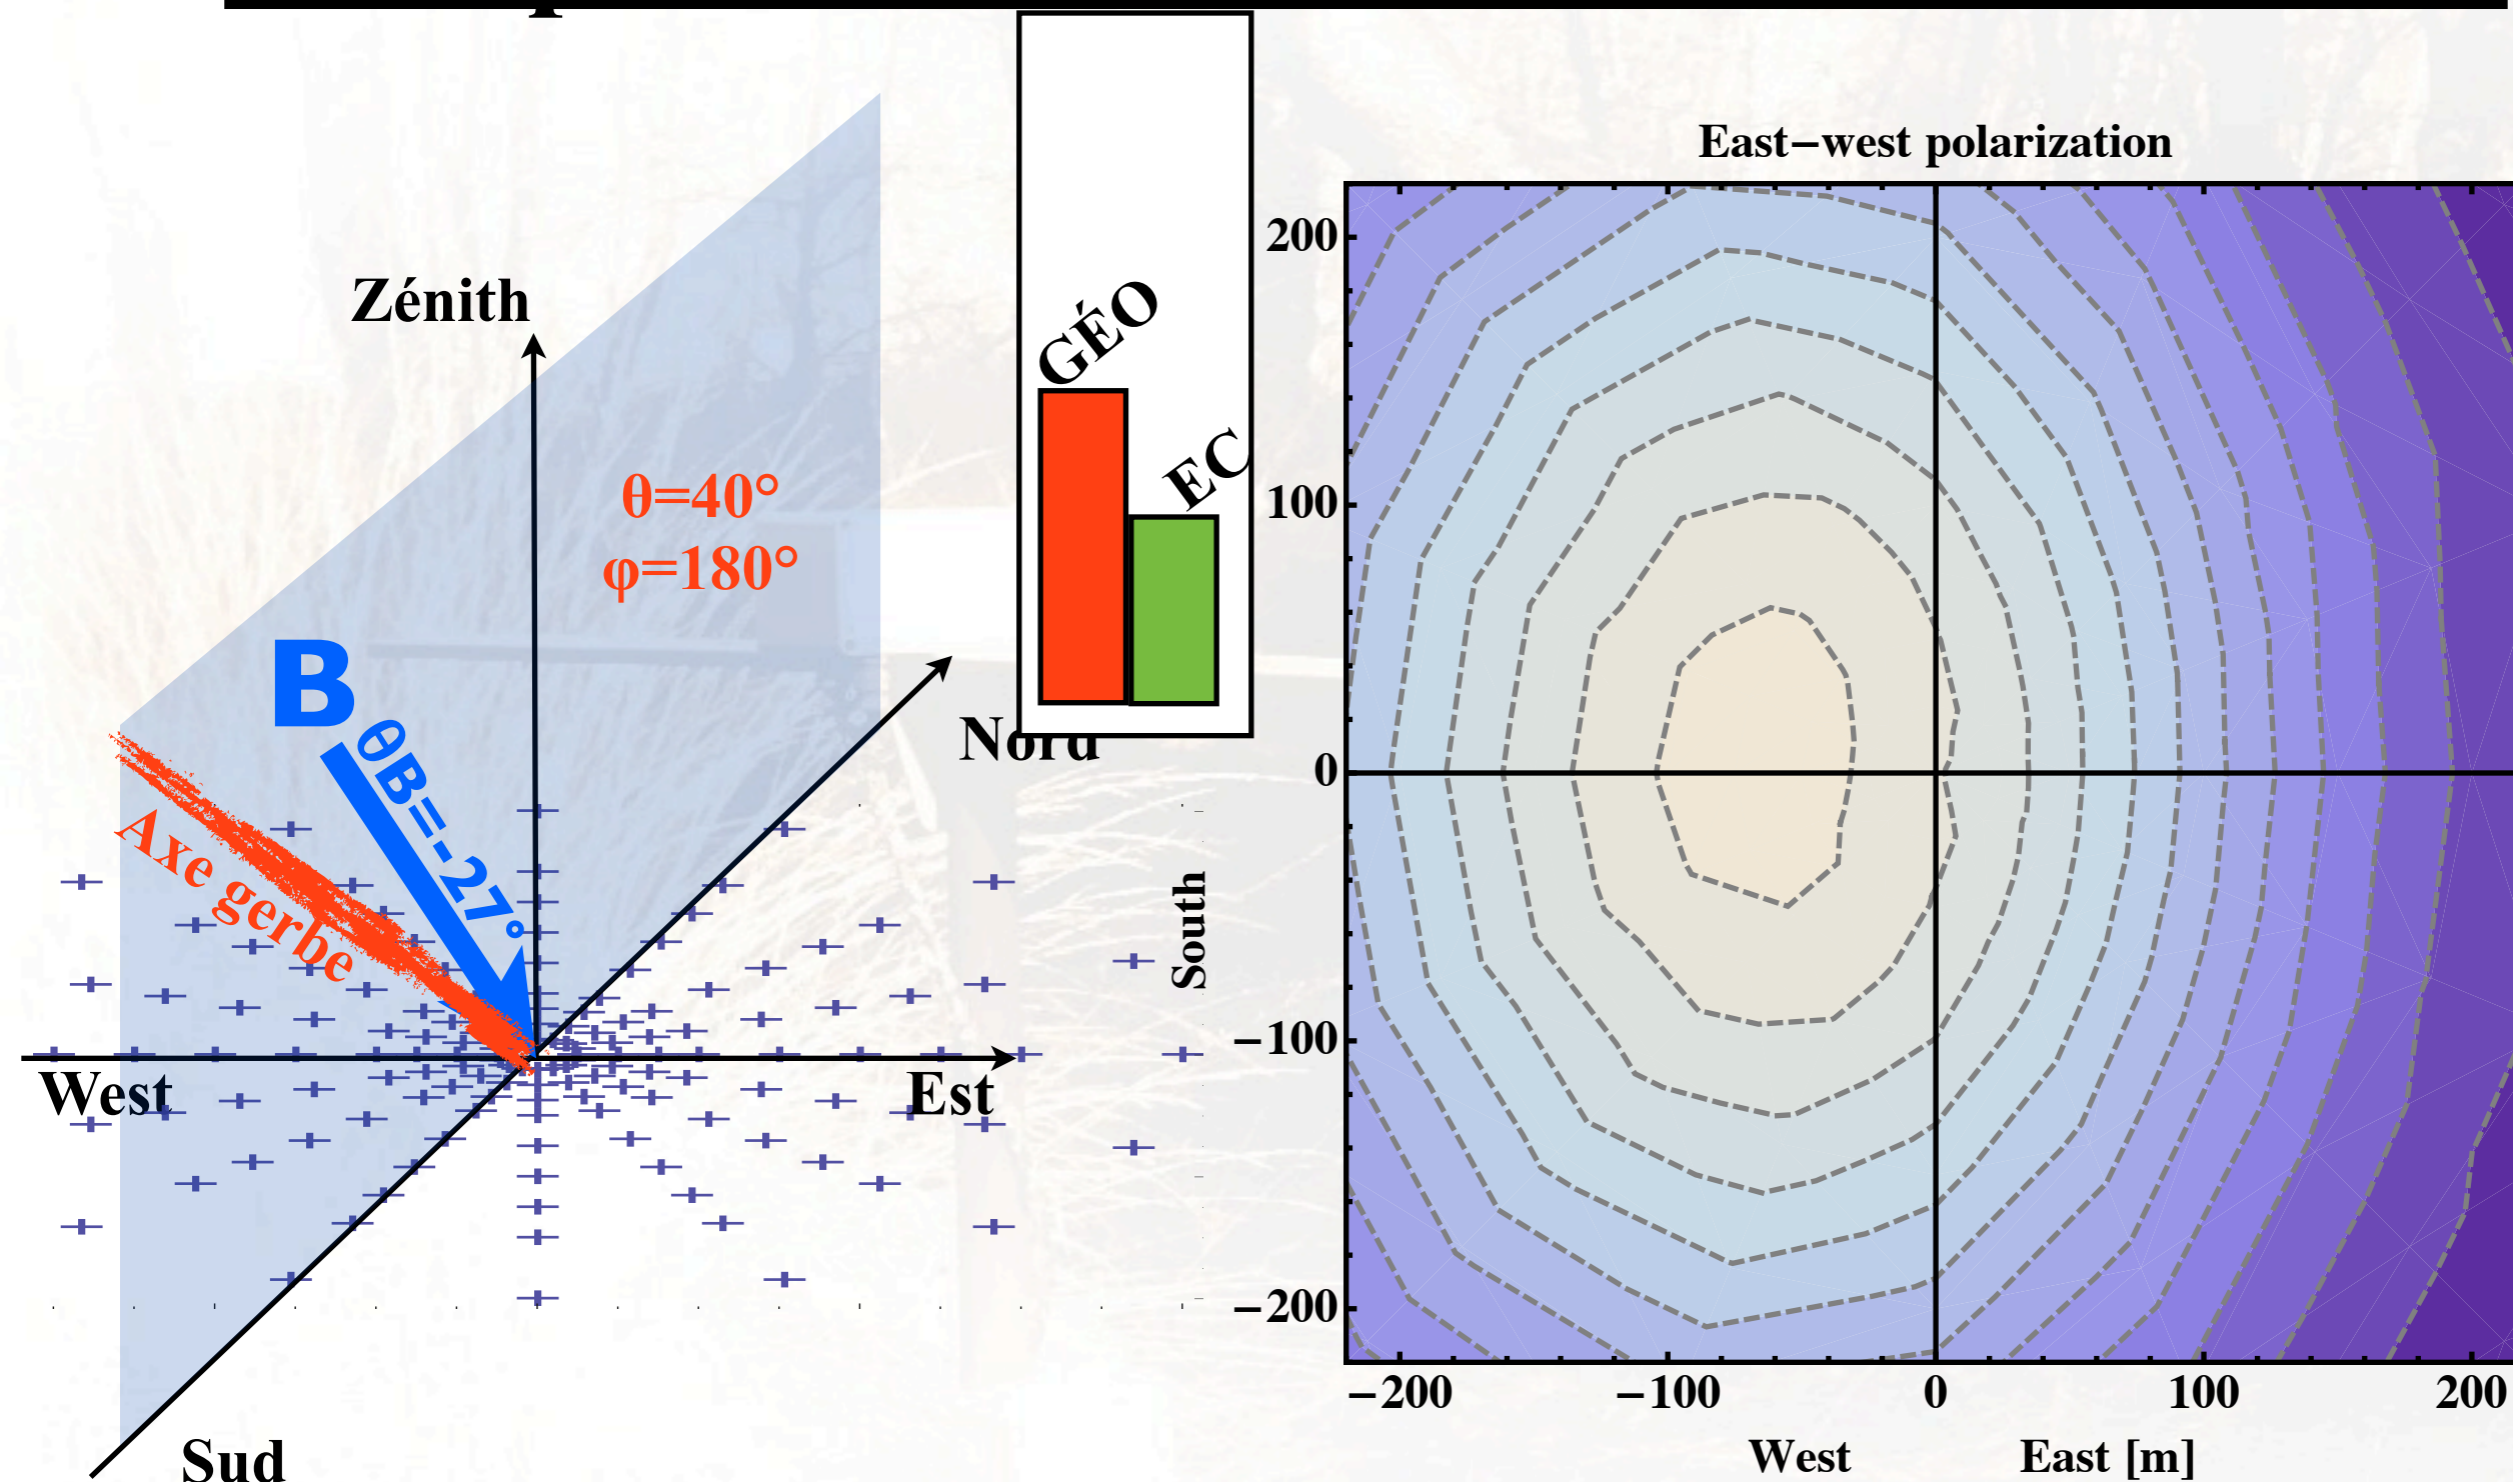 Zénith
θ=40°
φ=180°
B
θB=-27°
Axe gerbe
West
Est
Nord
Sud
GÉO
EC
East−west polarization
200
100
0
−100
−200
South
−200
−100
0
100
200
West
East [m]